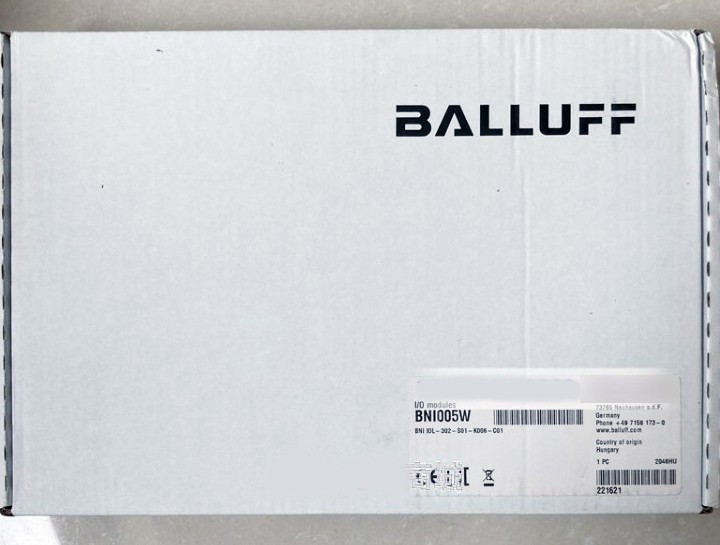 BALLUFF
I/O modules
BNI005W
BNI IOL-302-S01-K006-C01
73765 Neuhausen a.d.F.
Germany
Phone +49 7158 173-0
www.balluff.com
Country of origin
Hungary
1 PC 2046HU
221621